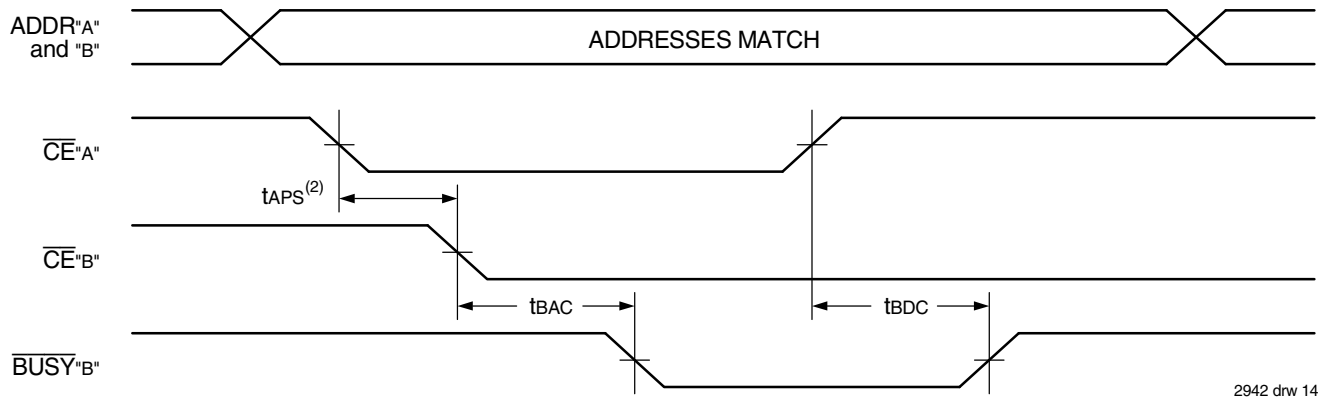 ADDR"A"
and "B"
ADDRESSES MATCH
CE"A"
tAPS(2)
CE"B"
tBAC
tBDC
BUSY"B"
2942 drw 14